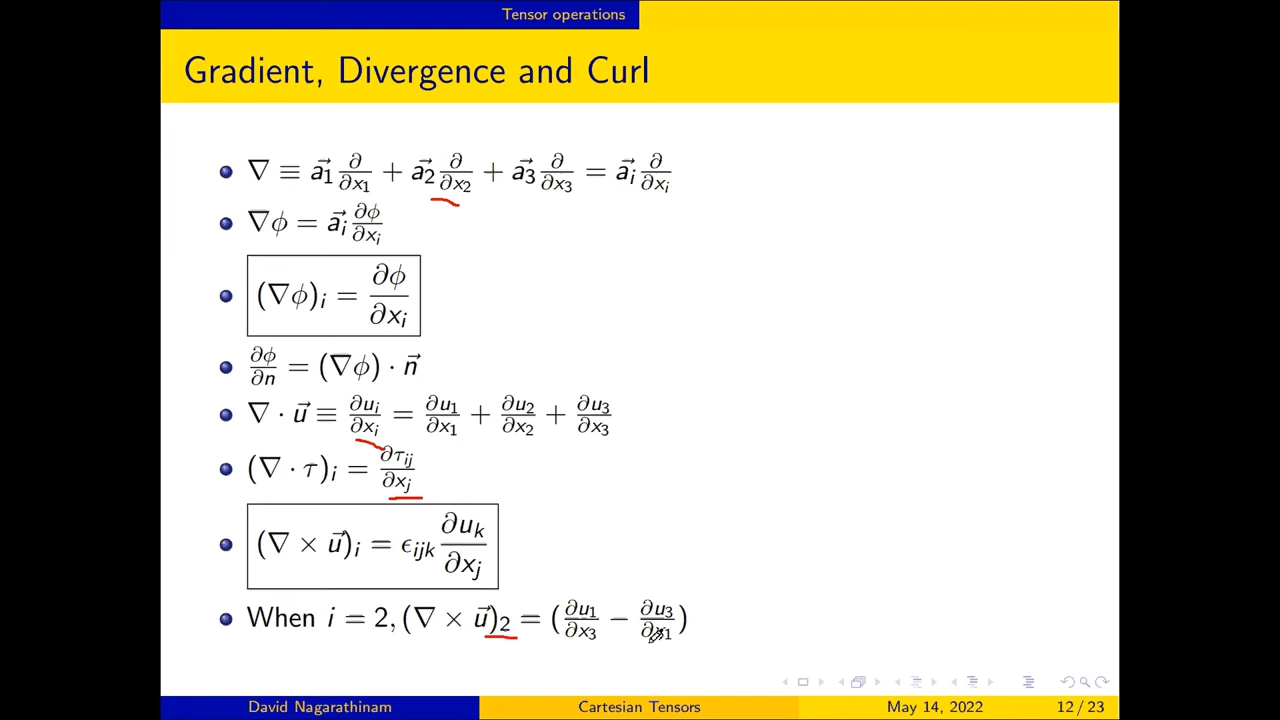 Tensor operations
Gradient, Divergence and Curl
∇ ≡ a⃗₁ ∂/∂x₁ + a⃗₂ ∂/∂x₂ + a⃗₃ ∂/∂x₃ = a⃗ᵢ ∂/∂xᵢ
∇ϕ = a⃗ᵢ ∂ϕ/∂xᵢ
(∇ϕ)ᵢ = ∂ϕ/∂xᵢ
∂ϕ/∂n = (∇ϕ) · n⃗
∇ · u⃗ ≡ ∂uᵢ/∂xᵢ = ∂u₁/∂x₁ + ∂u₂/∂x₂ + ∂u₃/∂x₃
(∇ · τ)ᵢ = ∂τᵢⱼ/∂xⱼ
(∇ × u⃗)ᵢ = ϵᵢⱼₖ ∂uₖ/∂xⱼ
When i = 2, (∇ × u⃗)₂ = (∂u₁/∂x₃ − ∂u₃/∂x₁)
David Nagarathinam Cartesian Tensors May 14, 2022 12 / 23